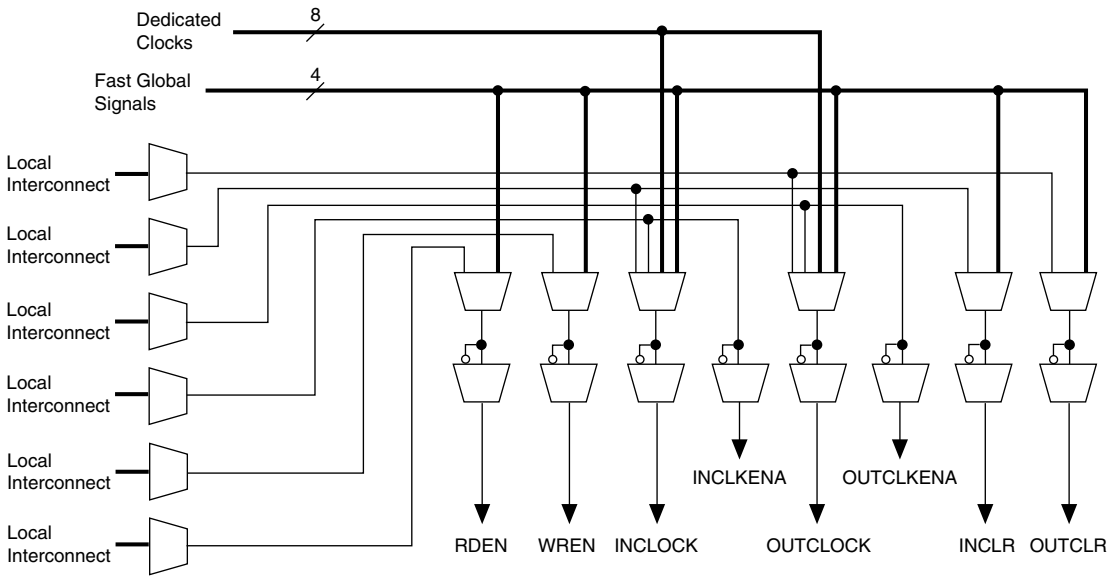 Dedicated
Clocks
8
Fast Global
Signals
4
Local
Interconnect
Local
Interconnect
Local
Interconnect
Local
Interconnect
Local
Interconnect
Local
Interconnect
INCLKENA
OUTCLKENA
RDEN
WREN
INCLOCK
OUTCLOCK
INCLR
OUTCLR